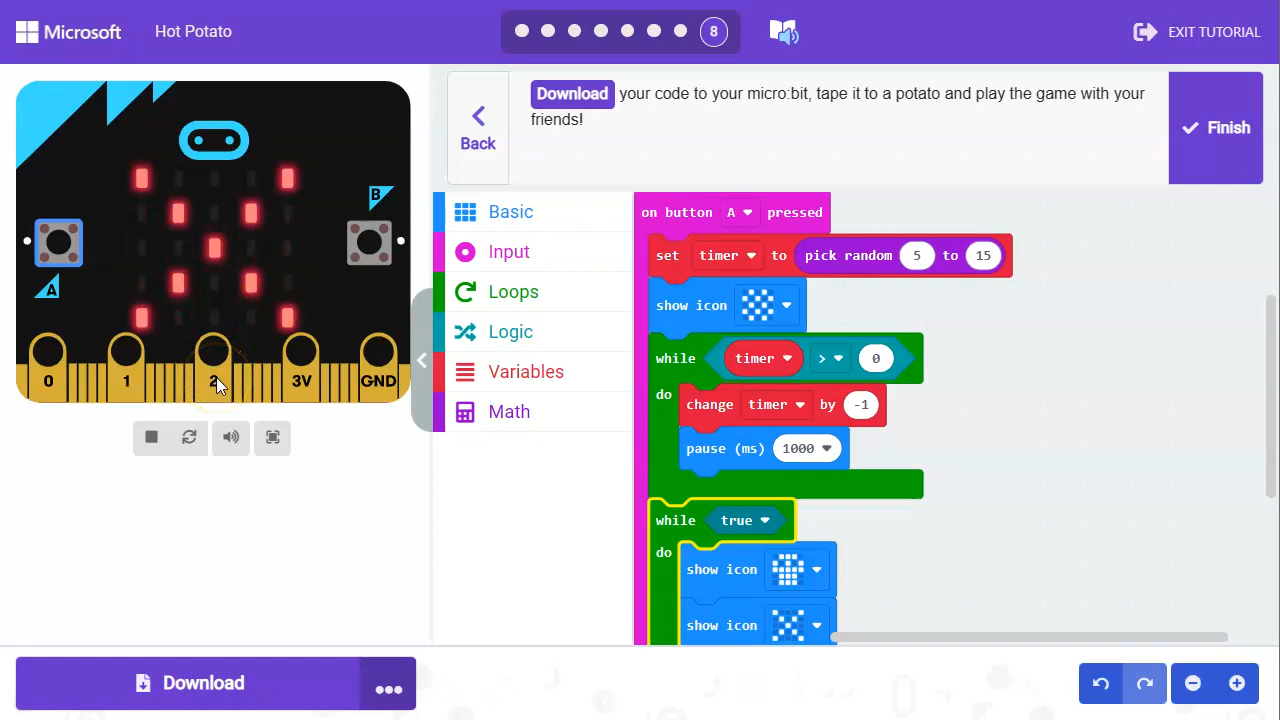 Microsoft
Hot Potato
8
EXIT TUTORIAL
Back
Download your code to your micro:bit, tape it to a potato and play the game with your
friends!
Finish
A
B
0
1
2
3V
GND
Basic
Input
Loops
Logic
Variables
Math
on button A pressed
set timer to pick random 5 to 15
show icon
while timer > 0
do
change timer by -1
pause (ms) 1000
while true
do
show icon
show icon
Download